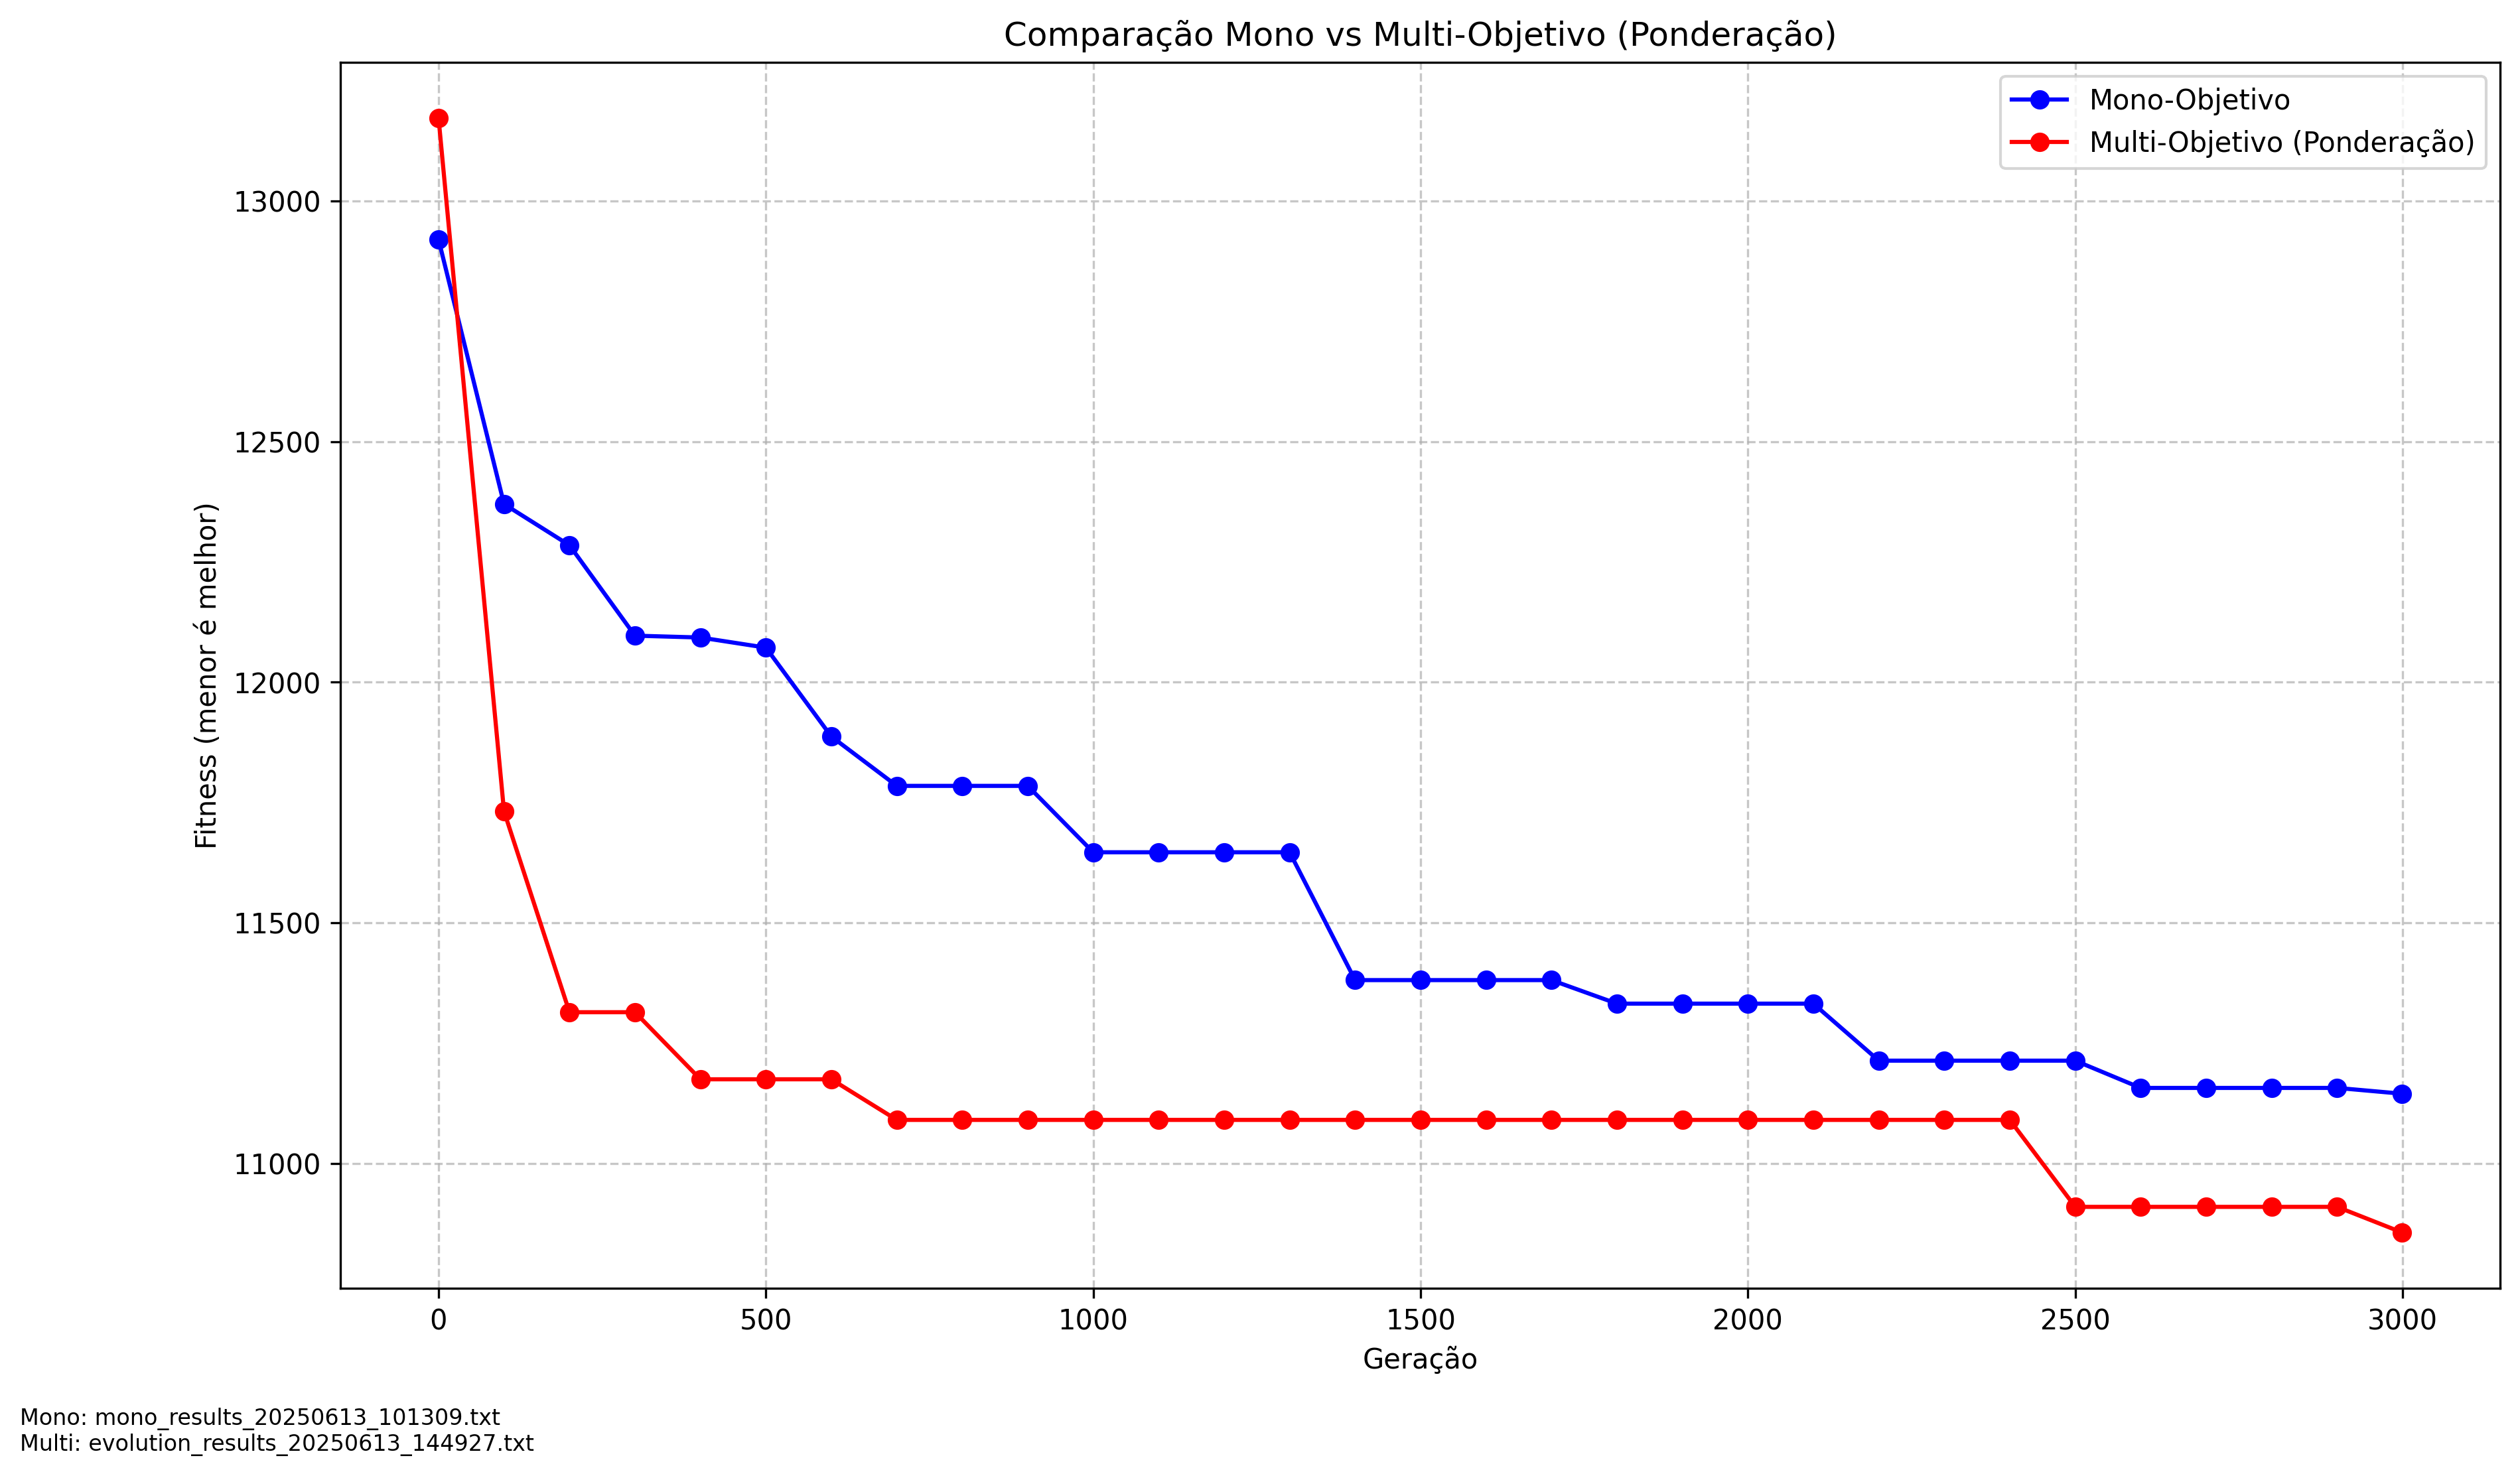 Comparação Mono vs Multi-Objetivo (Ponderação)
Mono-Objetivo
Multi-Objetivo (Ponderação)
Fitness (menor é melhor)
13000
12500
12000
11500
11000
0 500 1000 1500 2000 2500 3000
Geração
Mono: mono_results_20250613_101309.txt
Multi: evolution_results_20250613_144927.txt